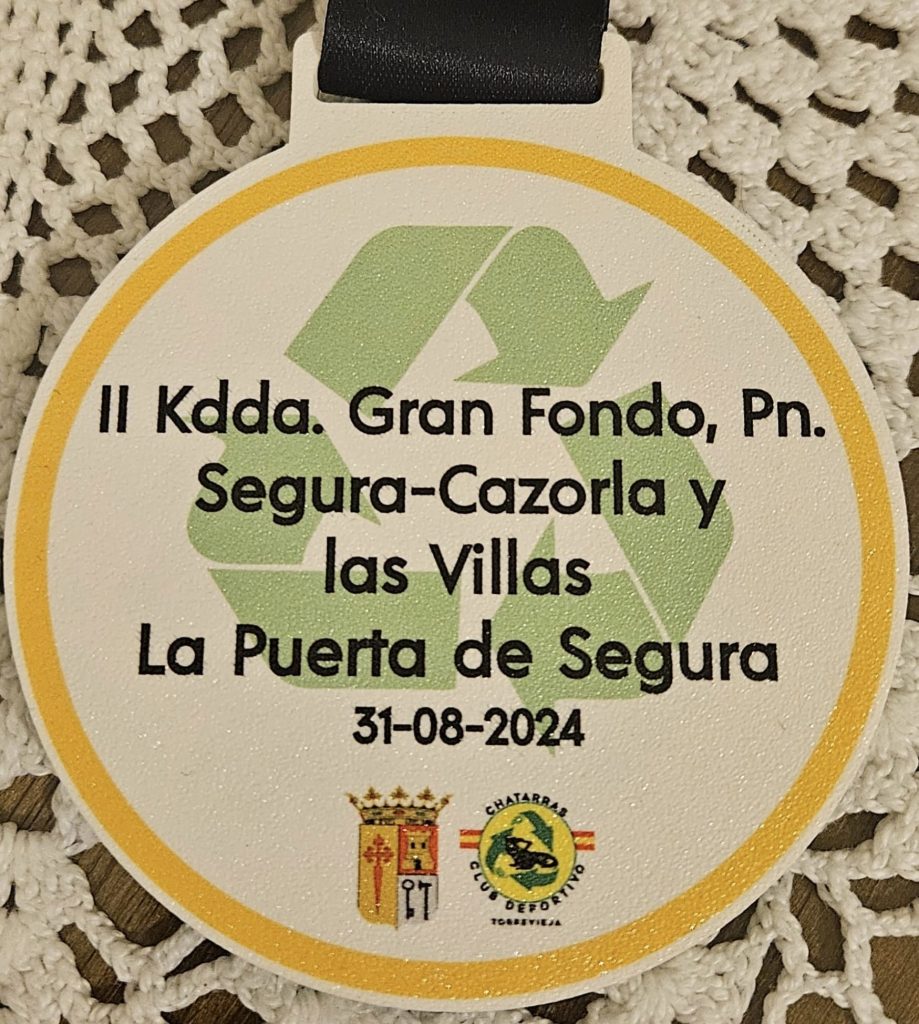 II Kdda. Gran Fondo, Pn.
Segura-Cazorla y
las Villas
La Puerta de Segura
31-08-2024
CHATARRAS
CLUB DEPORTIVO
TORREVIEJA